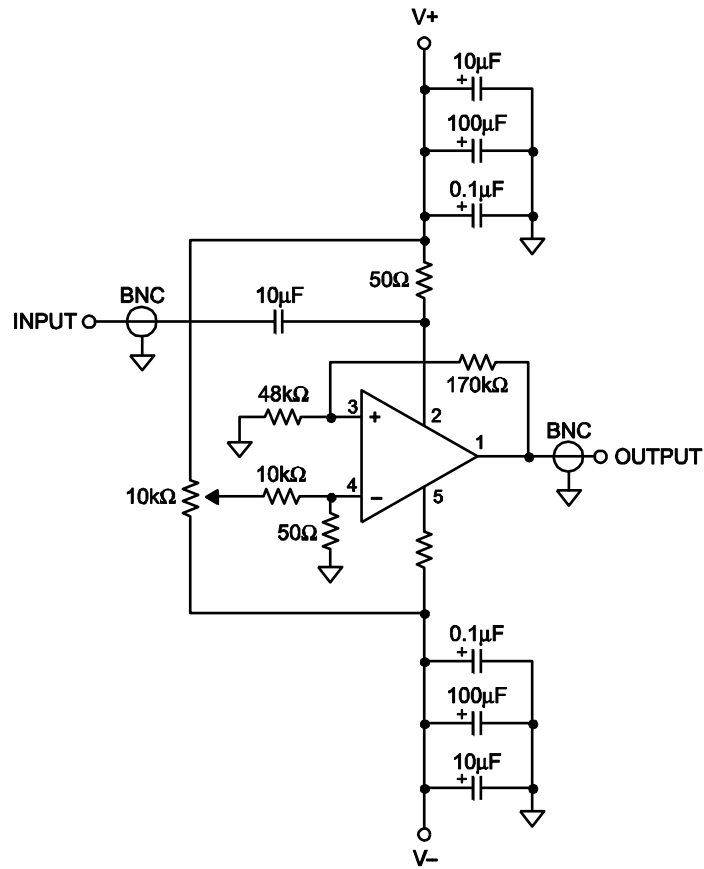 V+
10µF
+
100µF
+
0.1µF
+
50Ω
BNC
10µF
INPUT
170kΩ
48kΩ
3
+
2
1
BNC
OUTPUT
10kΩ
10kΩ
4
–
5
50Ω
0.1µF
+
100µF
+
10µF
+
V–